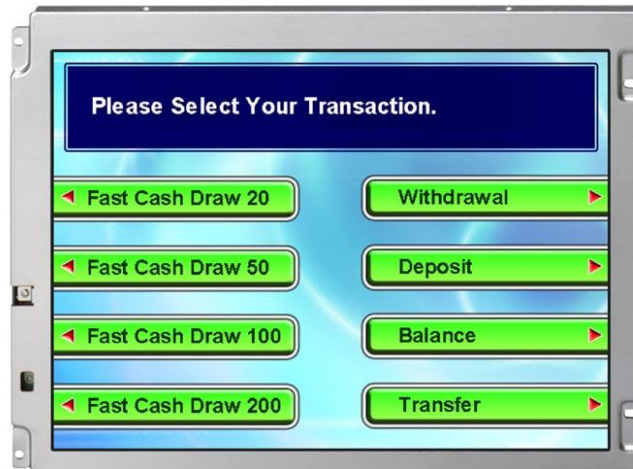 Please Select Your Transaction.
Fast Cash Draw 20
Withdrawal
Fast Cash Draw 50
Deposit
Fast Cash Draw 100
Balance
Fast Cash Draw 200
Transfer